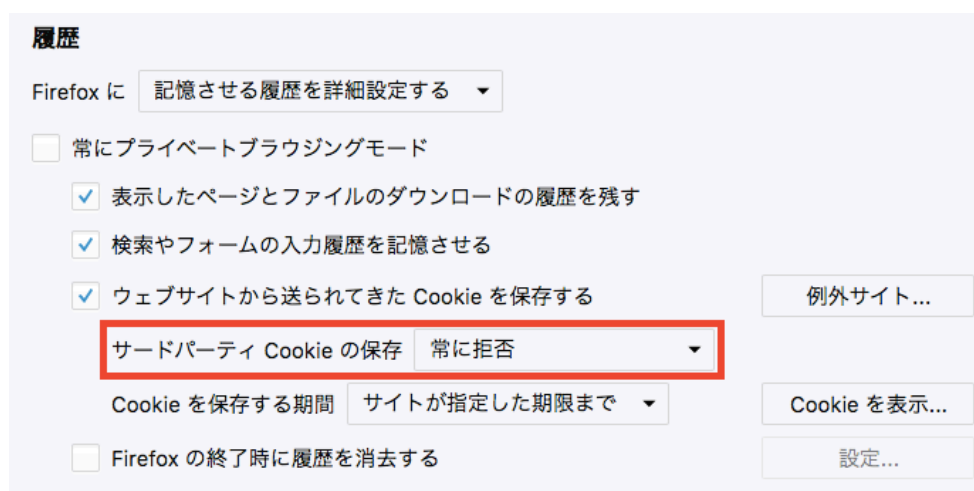 履歴
Firefox に 記憶させる履歴を詳細設定する
常にプライベートブラウジングモード
表示したページとファイルのダウンロードの履歴を残す
検索やフォームの入力履歴を記憶させる
ウェブサイトから送られてきた Cookie を保存する 例外サイト...
サードパーティ Cookie の保存 常に拒否
Cookie を保存する期間 サイトが指定した期限まで Cookie を表示...
Firefox の終了時に履歴を消去する 設定...